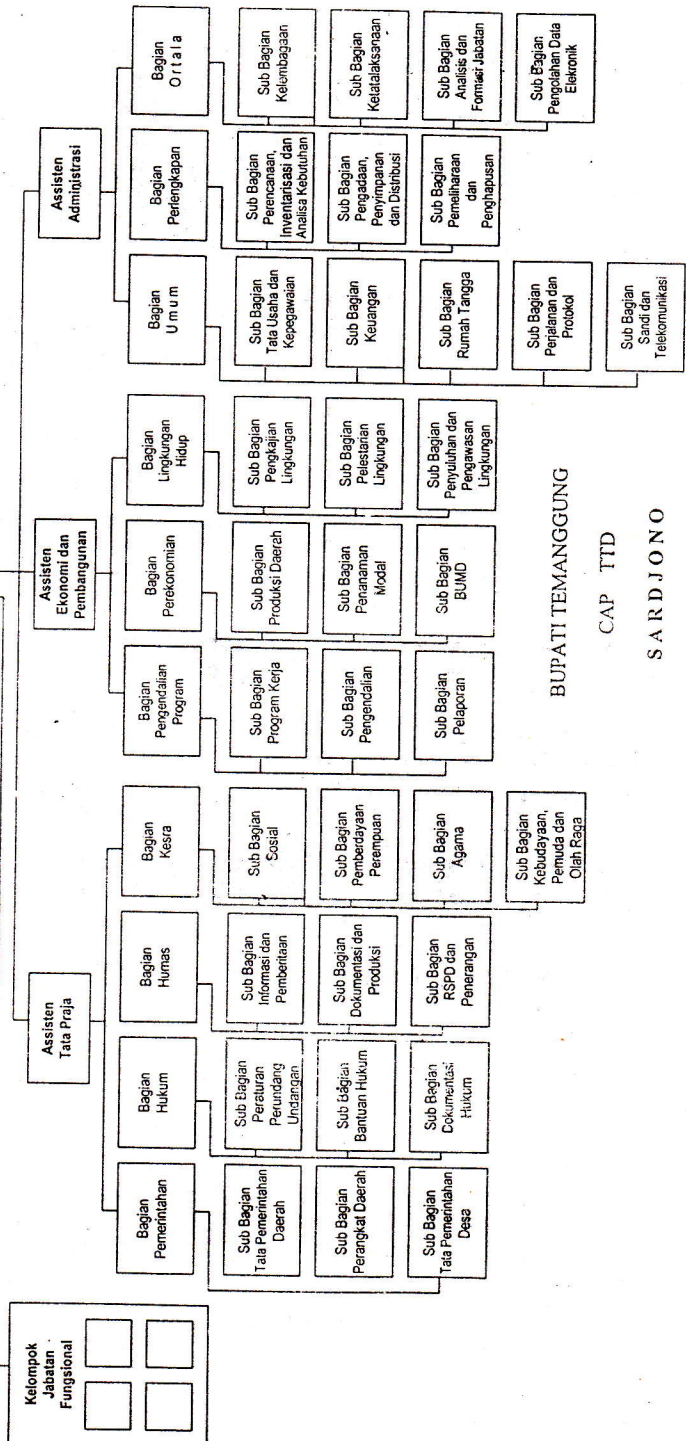 Kelompok
Jabatan
Fungsional
Assisten
Tata Praja
Bagian
Pemerintahan
Sub Bagian
Tata Pemerintahan
Daerah
Sub Bagian
Perangkat Daerah
Sub Bagian
Tata Pemerintahan
Desa
Bagian
Hukum
Sub Bagian
Peraturan
Perundang
Undangan
Sub Bagian
Bantuan Hukum
Sub Bagian
Dokumentasi
Hukum
Bagian
Humas
Sub Bagian
Informasi dan
Pemberitaan
Sub Bagian
Dokumentasi dan
Produksi
Sub Bagian
RSPD dan
Penerangan
Bagian
Kesra
Sub Bagian
Sosial
Sub Bagian
Pemberdayaan
Perempuan
Sub Bagian
Agama
Sub Bagian
Kebudayaan,
Pemuda dan
Olah Raga
Assisten
Ekonomi dan
Pembangunan
Bagian
Pengendalian
Program
Sub Bagian
Program Kerja
Sub Bagian
Pengendalian
Sub Bagian
Pelaporan
Bagian
Perekonomian
Sub Bagian
Produksi Daerah
Sub Bagian
Penanaman
Modal
Sub Bagian
BUMD
Bagian
Lingkungan
Hidup
Sub Bagian
Pengkajian
Lingkungan
Sub Bagian
Pelestarian
Lingkungan
Sub Bagian
Penyuluhan dan
Pengawasan
Lingkungan
Assisten
Administrasi
Bagian
U m u m
Sub Bagian
Tata Usaha dan
Kepegawaian
Sub Bagian
Keuangan
Sub Bagian
Rumah Tangga
Sub Bagian
Perjalanan dan
Protokol
Sub Bagian
Sandi dan
Telekomunikasi
Bagian
Perlengkapan
Sub Bagian
Perencanaan,
Inventarisasi dan
Analisa Kebutuhan
Sub Bagian
Pengadaan,
Penyimpanan
dan Distribusi
Sub Bagian
Pemeliharaan
dan
Penghapusan
Bagian
O r t a l a
Sub Bagian
Kelembagaan
Sub Bagian
Ketatalaksanaan
Sub Bagian
Analisis dan
Formasi Jabatan
Sub Bagian
Pengolahan Data
Elekronik
BUPATI TEMANGGUNG
CAP TTD
S A R D J O N O